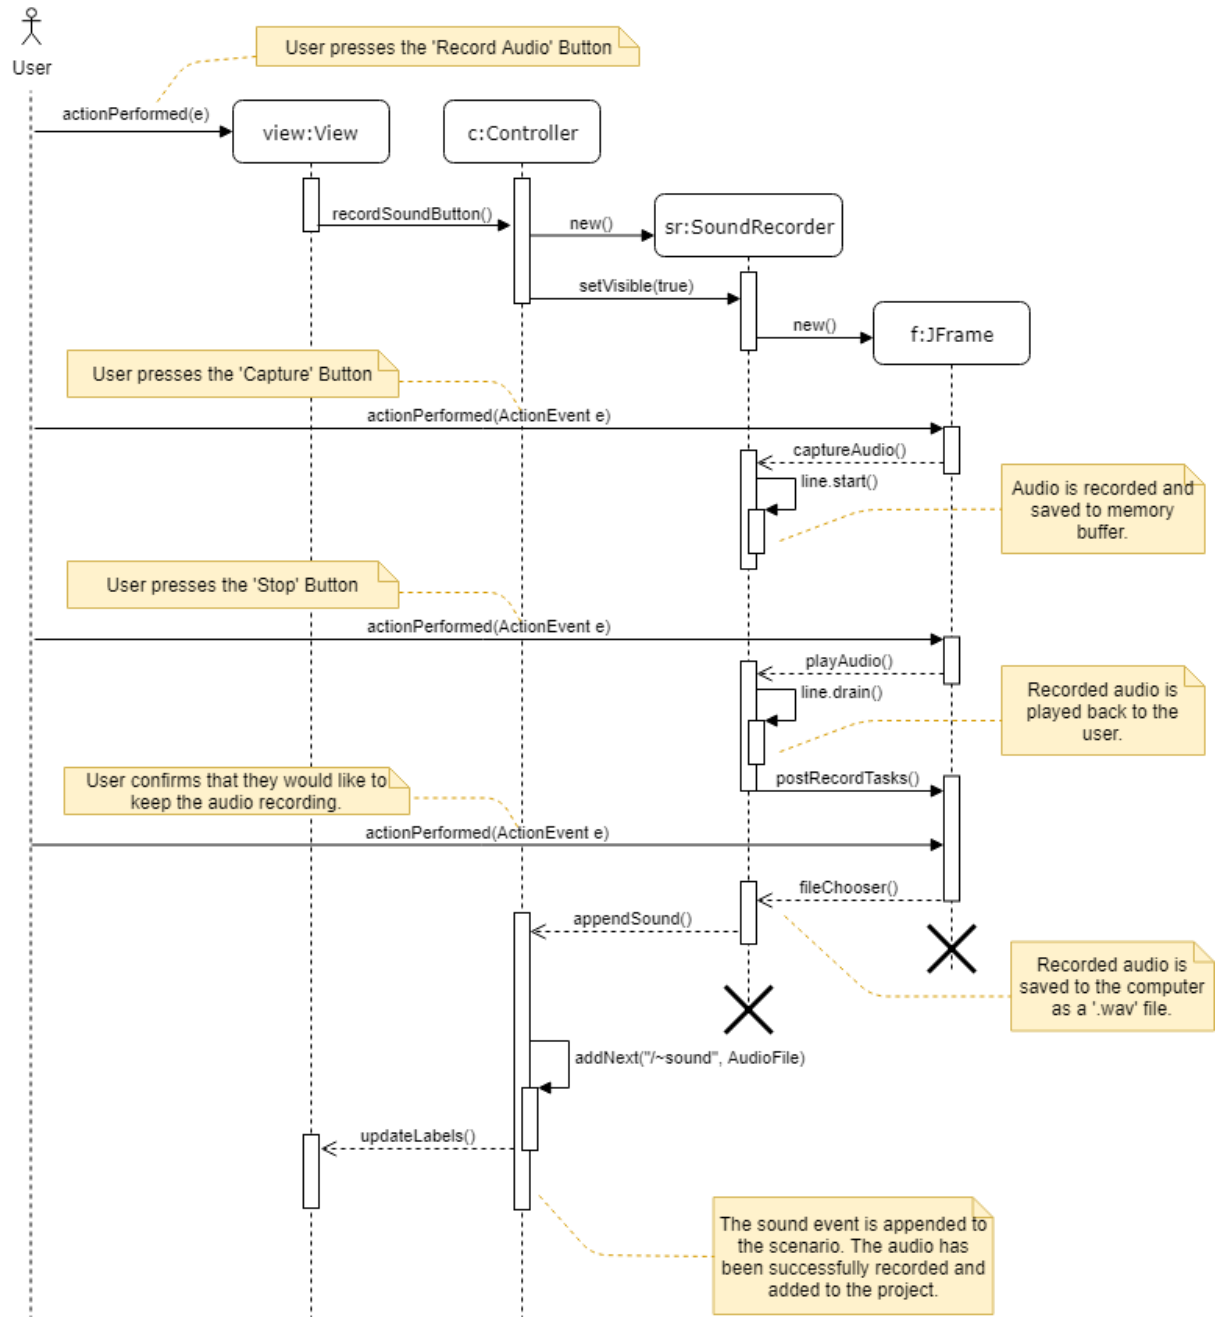 User presses the 'Record Audio' Button
User
actionPerformed(e)
view:View
c:Controller
recordSoundButton()
new()
sr:SoundRecorder
setVisible(true)
new()
f:JFrame
User presses the 'Capture' Button
actionPerformed(ActionEvent e)
captureAudio()
line.start()
Audio is recorded and
saved to memory
buffer.
User presses the 'Stop' Button
actionPerformed(ActionEvent e)
playAudio()
line.drain()
Recorded audio is
played back to the
user.
User confirms that they would like to
keep the audio recording.
postRecordTasks()
actionPerformed(ActionEvent e)
fileChooser()
appendSound()
Recorded audio is
saved to the computer
as a '.wav' file.
addNext("/~sound", AudioFile)
updateLabels()
The sound event is appended to
the scenario. The audio has
been successfully recorded and
added to the project.